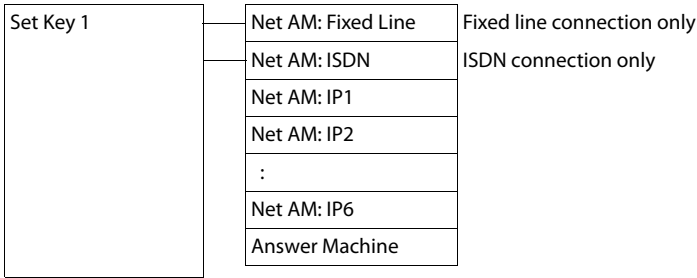 Set Key 1 Net AM: Fixed Line Fixed line connection only
Net AM: ISDN ISDN connection only
Net AM: IP1
Net AM: IP2
:
Net AM: IP6
Answer Machine